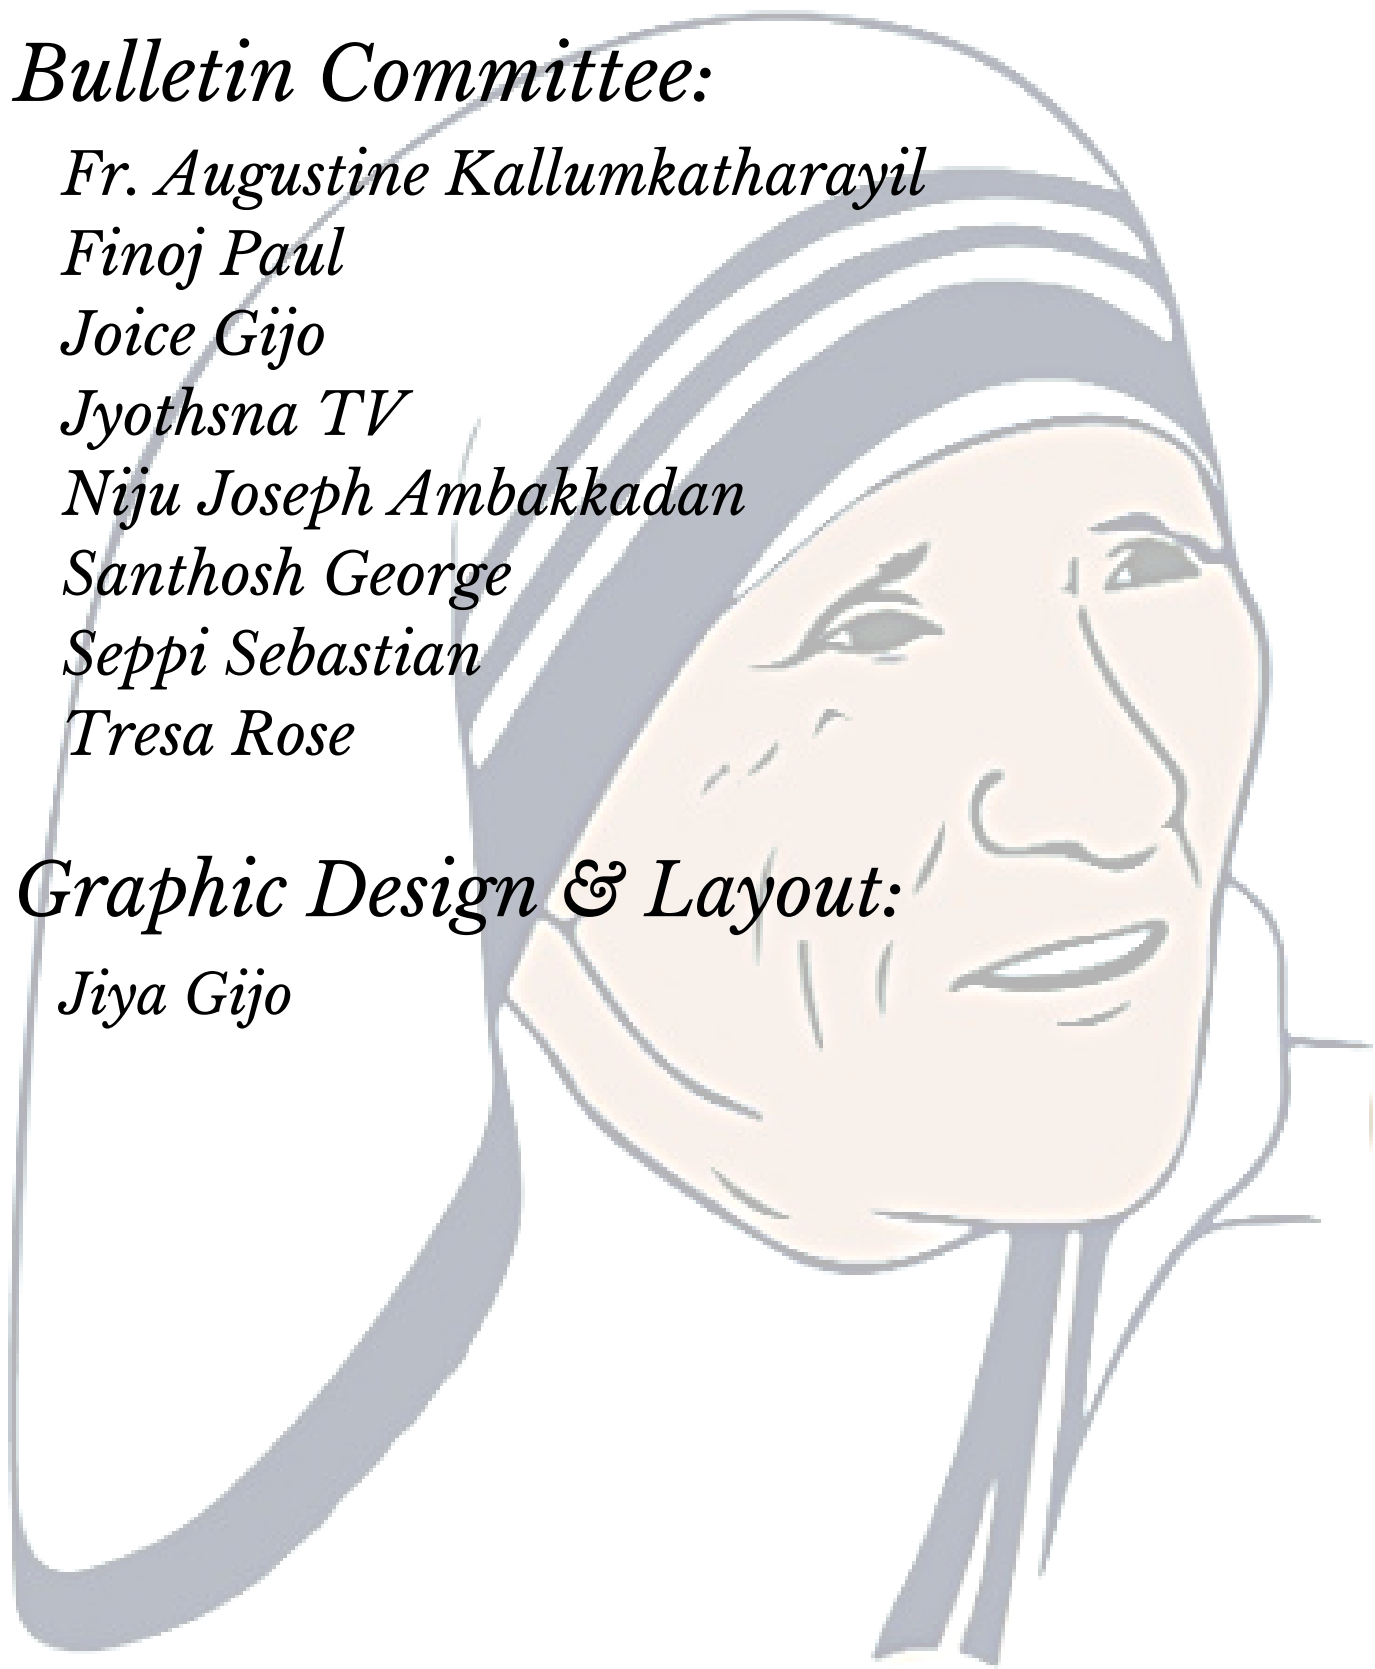 Bulletin Committee:
Fr. Augustine Kallumkatharayil
Finoj Paul
Joice Gijo
Jyothsna TV
Niju Joseph Ambakkadan
Santhosh George
Seppi Sebastian
Tresa Rose
Graphic Design & Layout:
Jiya Gijo